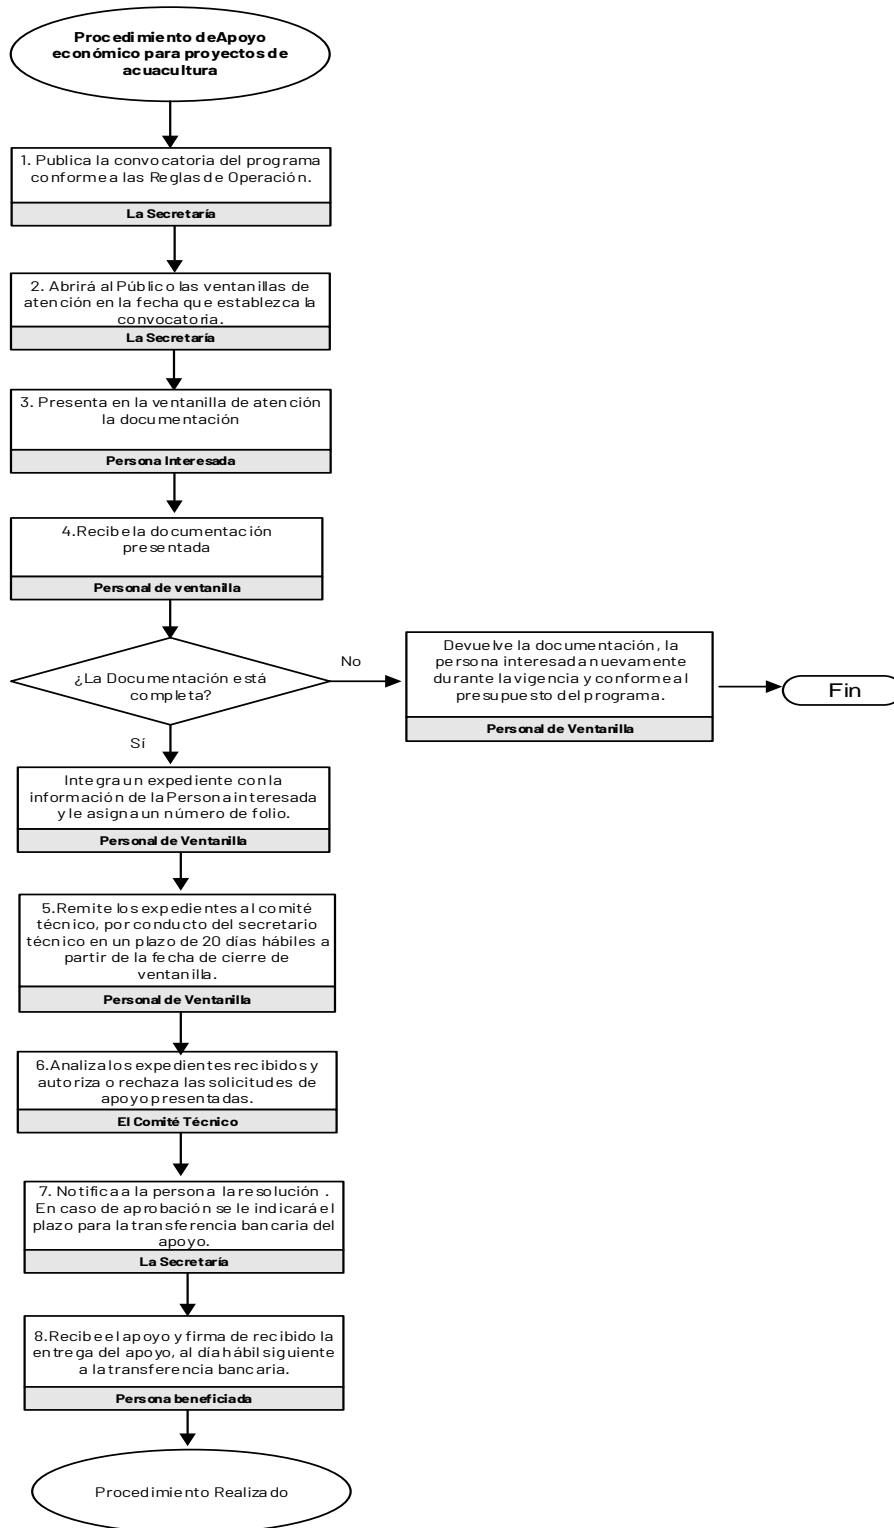 Procedimiento de Apoyo
económico para proyectos de
acuacultura
1. Publica la convocatoria del programa
conforme a las Reglas de Operación.
La Secretaría
2. Abrirá al Público las ventanillas de
atención en la fecha que establezca la
convocatoria.
La Secretaría
3. Presenta en la ventanilla de atención
la documentación
Persona Interesada
4.Recibe la documentación
presentada
Personal de ventanilla
¿La Documentación está
completa?
No
Devuelve la documentación, la
persona interesada nuevamente
durante la vigencia y conforme al
presupuesto del programa.
Personal de Ventanilla
Fin
Sí
Integra un expediente con la
información de la Persona interesada
y le asigna un número de folio.
Personal de Ventanilla
5.Remite los expedientes al comité
técnico, por conducto del secretario
técnico en un plazo de 20 días hábiles a
partir de la fecha de cierre de
ventanilla.
Personal de Ventanilla
6.Analiza los expedientes recibidos y
autoriza o rechaza las solicitudes de
apoyo presentadas.
El Comité Técnico
7. Notifica a la persona la resolución .
En caso de aprobación se le indicará el
plazo para la transferencia bancaria del
apoyo.
La Secretaría
8.Recibe el apoyo y firma de recibido la
entrega del apoyo, al día hábil siguiente
a la transferencia bancaria.
Persona beneficiada
Procedimiento Realizado